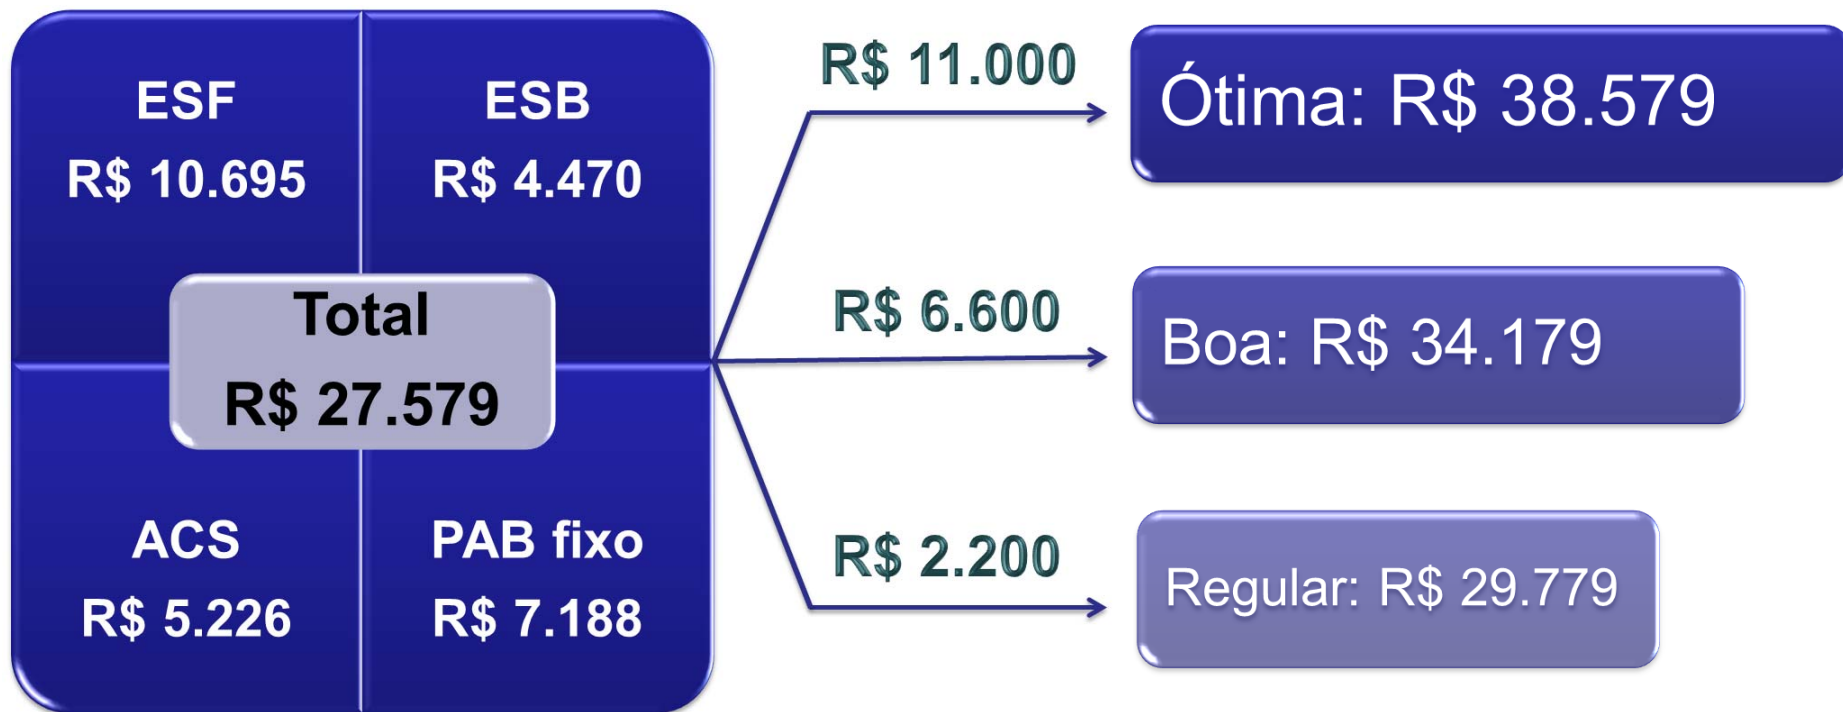 ESF
R$ 10.695
ESB
R$ 4.470
Total
R$ 27.579
ACS
R$ 5.226
PAB fixo
R$ 7.188
R$ 11.000
Ótima: R$ 38.579
R$ 6.600
Boa: R$ 34.179
R$ 2.200
Regular: R$ 29.779